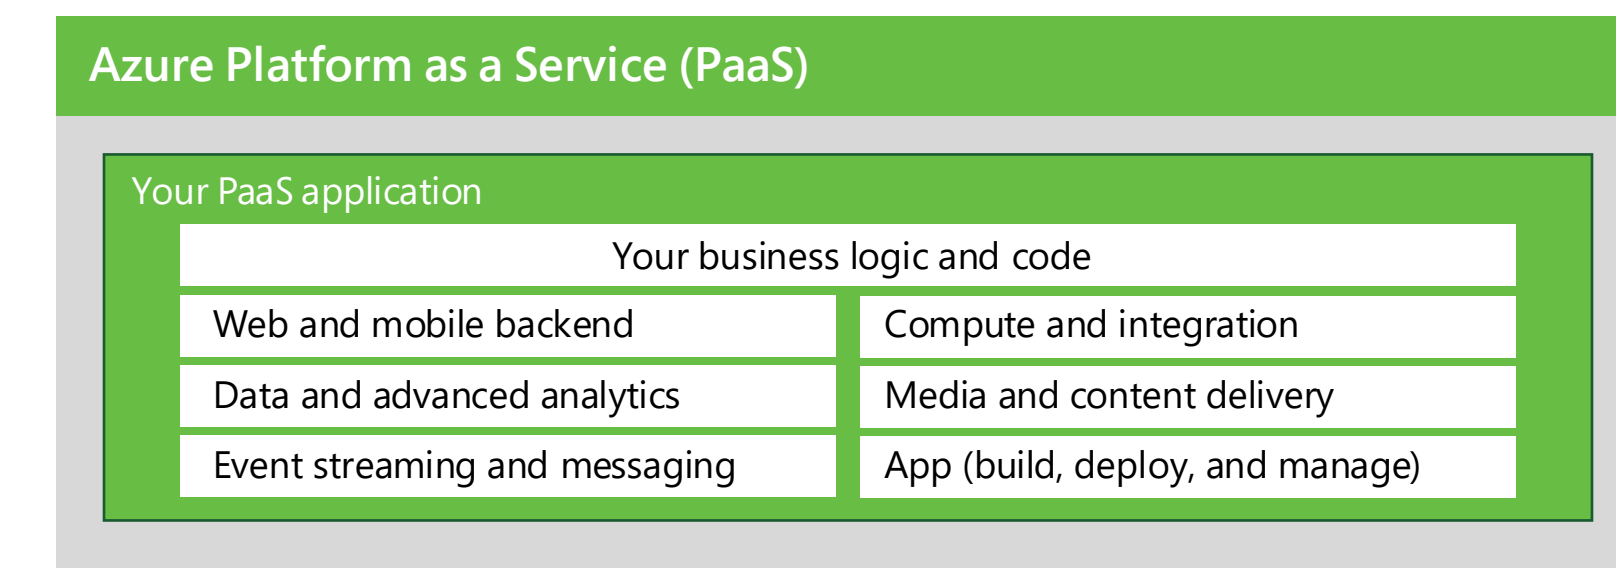 Azure Platform as a Service (PaaS)
Your PaaS application
Your business logic and code
Web and mobile backend
Compute and integration
Data and advanced analytics
Media and content delivery
Event streaming and messaging
App (build, deploy, and manage)